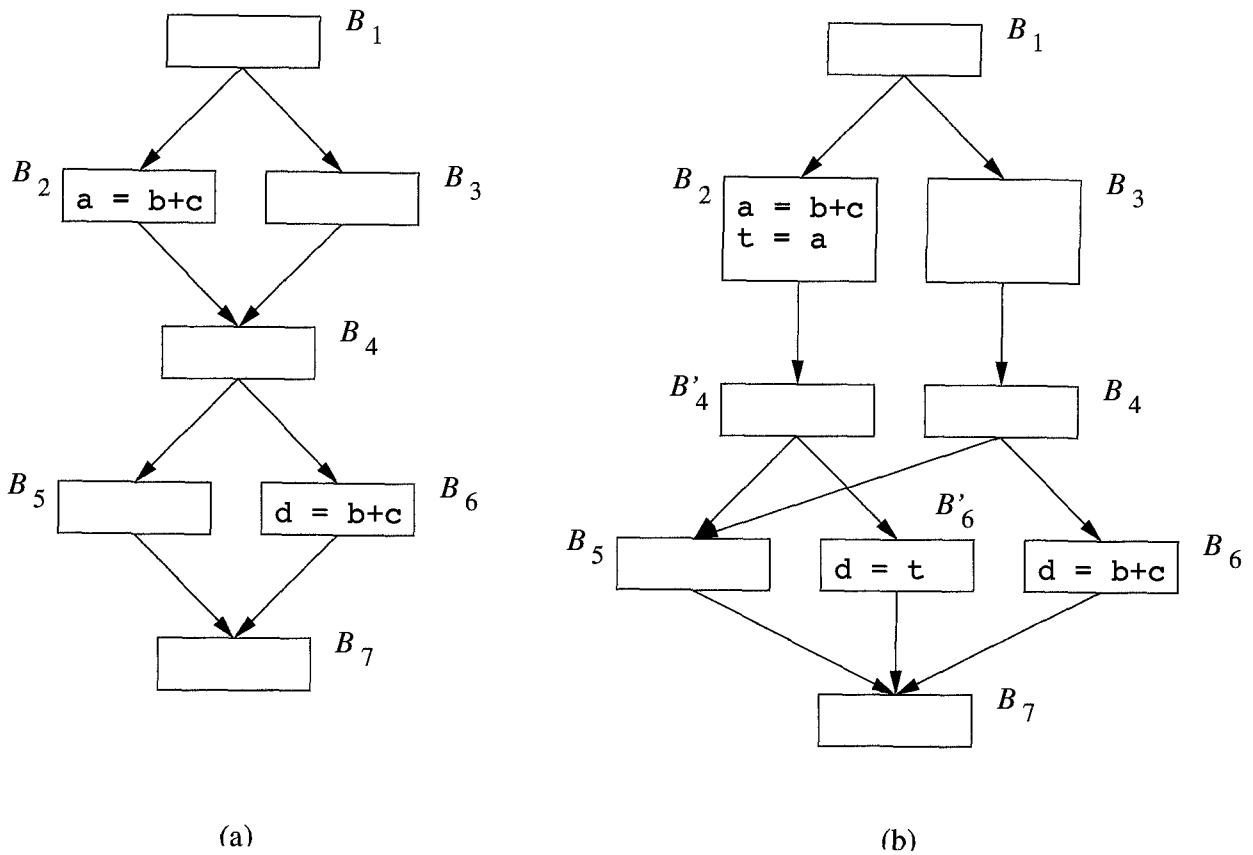 B1
B2
a = b+c
B3
B4
B5
B6
d = b+c
B7
(a)
B1
B2
a = b+c
t = a
B3
B'4
B4
B5
B'6
d = t
B6
d = b+c
B7
(b)